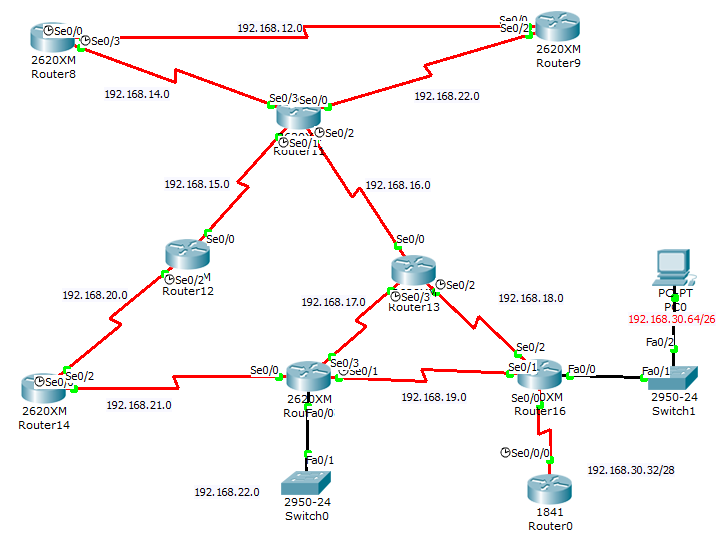 Se0/0
192.168.12.0
Se0/0
Se0/2
Se0/3
2620XM
Router8
2620XM
Router9
192.168.14.0
192.168.22.0
Se0/3
Se0/0
Se0/2
Se0/1
Router11
192.168.15.0
192.168.16.0
Se0/0
Se0/0
Se0/2
Router12
Se0/2
Se0/3
Router13
PC-PT
PC0
192.168.20.0
192.168.17.0
192.168.18.0
192.168.30.64/26
Fa0/2
Se0/2
Se0/2
Se0/0
Se0/3
Se0/1
Se0/1
Fa0/0
Fa0/1
2620XM
Router14
192.168.21.0
2620XM
Fa0/0
192.168.19.0
Router16
Se0/0
2950-24
Switch1
Fa0/1
Se0/0/0
192.168.30.32/28
192.168.22.0
2950-24
Switch0
1841
Router0